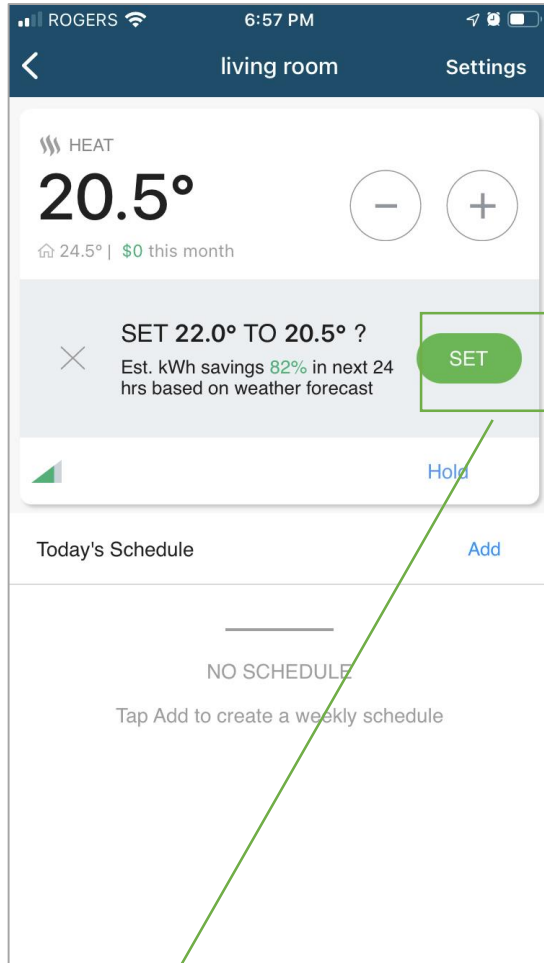 ROGERS 6:57 PM
living room Settings
HEAT
20.5°
24.5° | $0 this month
SET 22.0° TO 20.5° ?
Est. kWh savings 82% in next 24
hrs based on weather forecast
SET
Hold
Today's Schedule Add
NO SCHEDULE
Tap Add to create a weekly schedule